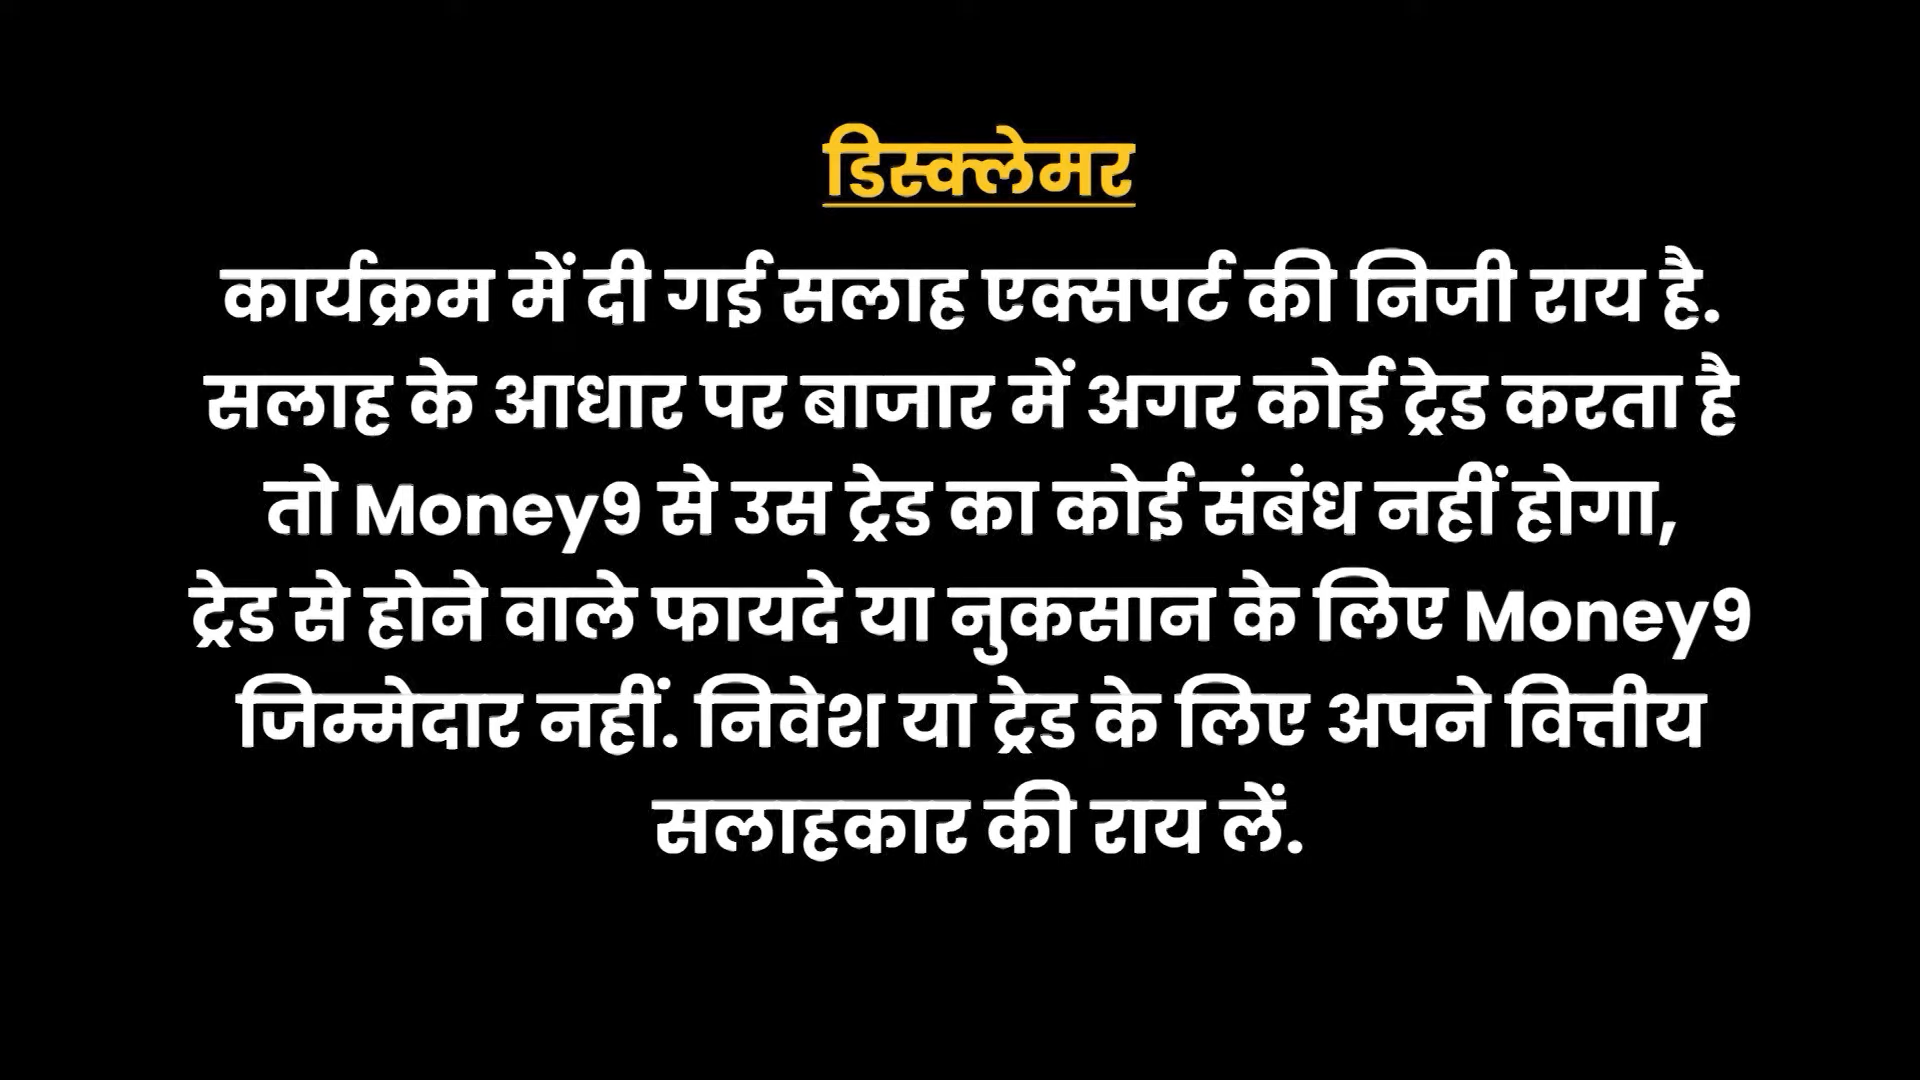 डिस्क्लेमर
कार्यक्रम में दी गई सलाह एक्सपर्ट की निजी राय है.
सलाह के आधार पर बाजार में अगर कोई ट्रेड करता है
तो Money9 से उस ट्रेड का कोई संबंध नहीं होगा,
ट्रेड से होने वाले फायदे या नुकसान के लिए Money9
जिम्मेदार नहीं. निवेश या ट्रेड के लिए अपने वित्तीय
सलाहकार की राय लें.